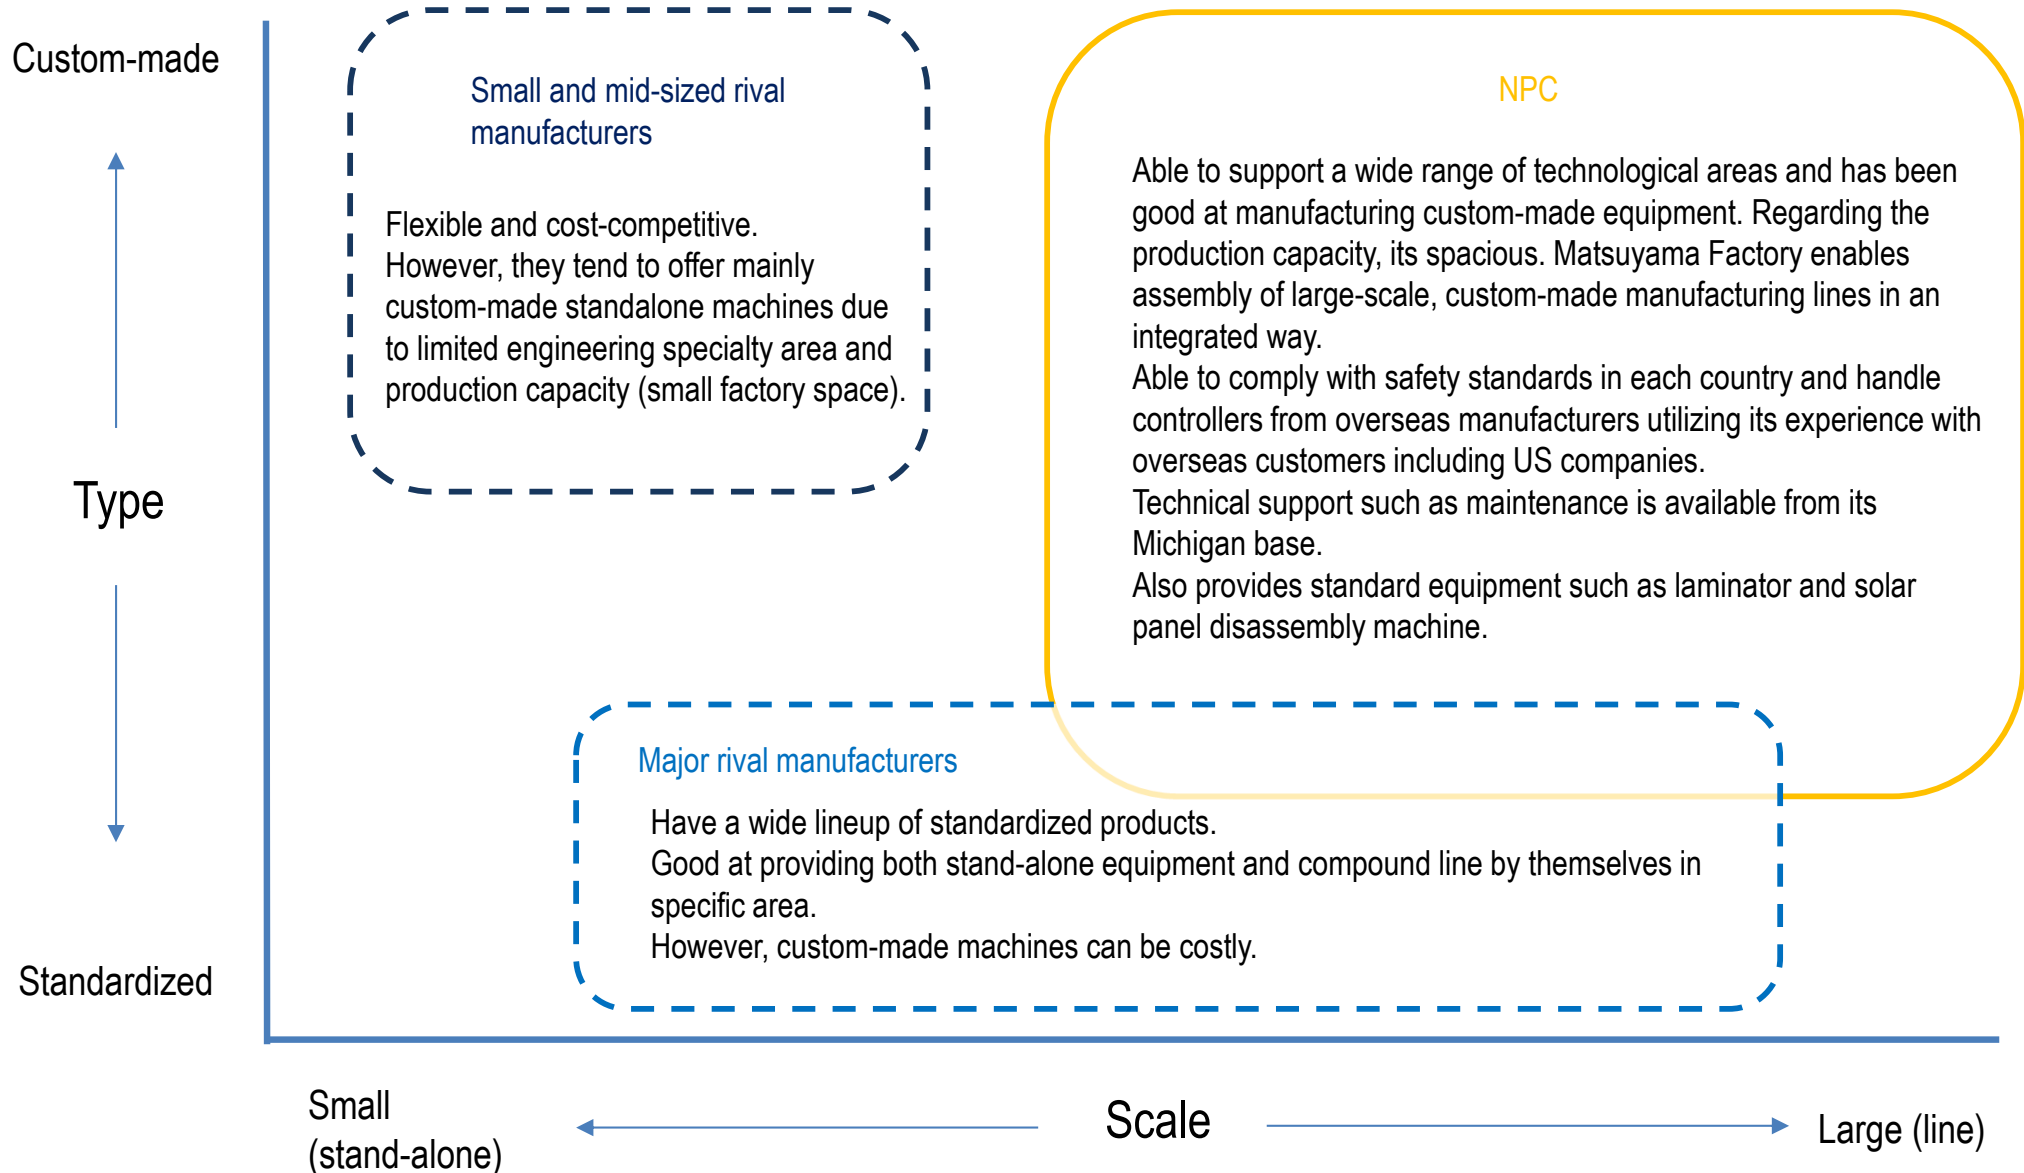 Custom-made
Small and mid-sized rival
manufacturers
Flexible and cost-competitive.
However, they tend to offer mainly
custom-made standalone machines due
to limited engineering specialty area and
production capacity (small factory space).
NPC
Able to support a wide range of technological areas and has been
good at manufacturing custom-made equipment. Regarding the
production capacity, its spacious. Matsuyama Factory enables
assembly of large-scale, custom-made manufacturing lines in an
integrated way.
Able to comply with safety standards in each country and handle
controllers from overseas manufacturers utilizing its experience with
overseas customers including US companies.
Technical support such as maintenance is available from its
Michigan base.
Also provides standard equipment such as laminator and solar
panel disassembly machine.
Type
Major rival manufacturers
Have a wide lineup of standardized products.
Good at providing both stand-alone equipment and compound line by themselves in
specific area.
However, custom-made machines can be costly.
Standardized
Small
(stand-alone)
Scale
Large (line)